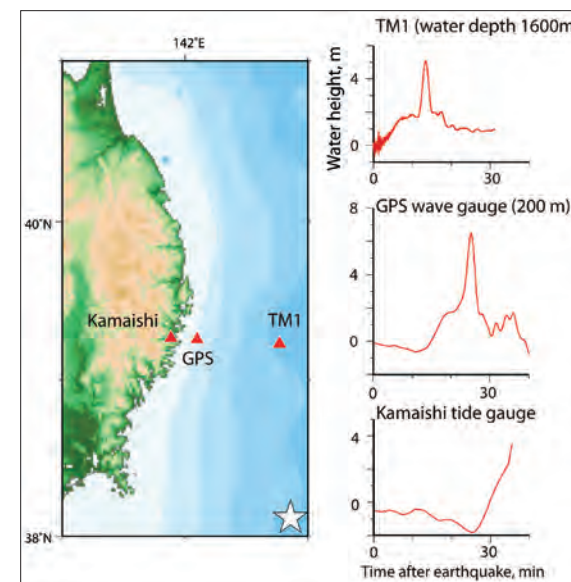 142°E
40°N
38°N
Kamaishi
GPS
TM1
TM1 (water depth 1600m
Water height, m
4
0
0
30
GPS wave gauge (200 m)
8
4
0
0
30
Kamaishi tide gauge
4
0
0
30
Time after earthquake, min